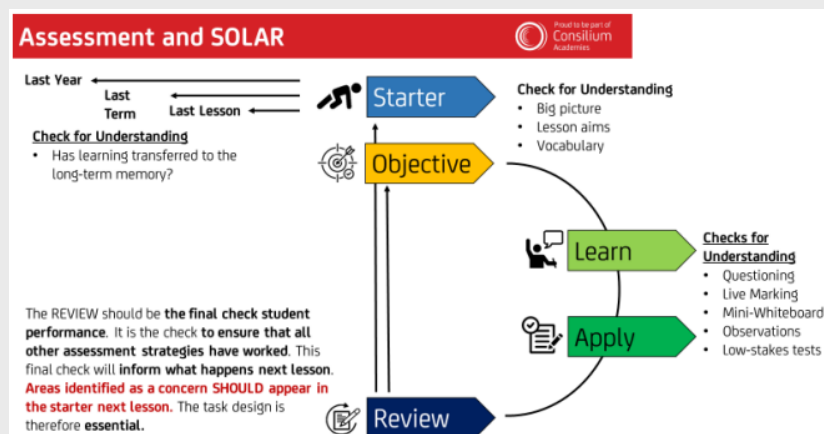 Assessment and SOLAR
Proud to be part of
Consilium
Academies
Last Year
Last
Term
Last Lesson
Check for Understanding
• Has learning transferred to the
long-term memory?
Starter
Objective
Check for Understanding
• Big picture
• Lesson aims
• Vocabulary
Learn
Apply
Checks for
Understanding
• Questioning
• Live Marking
• Mini-Whiteboard
• Observations
• Low-stakes tests
The REVIEW should be the final check student
performance. It is the check to ensure that all
other assessment strategies have worked. This
final check will inform what happens next lesson.
Areas identified as a concern SHOULD appear in
the starter next lesson. The task design is
therefore essential.
Review